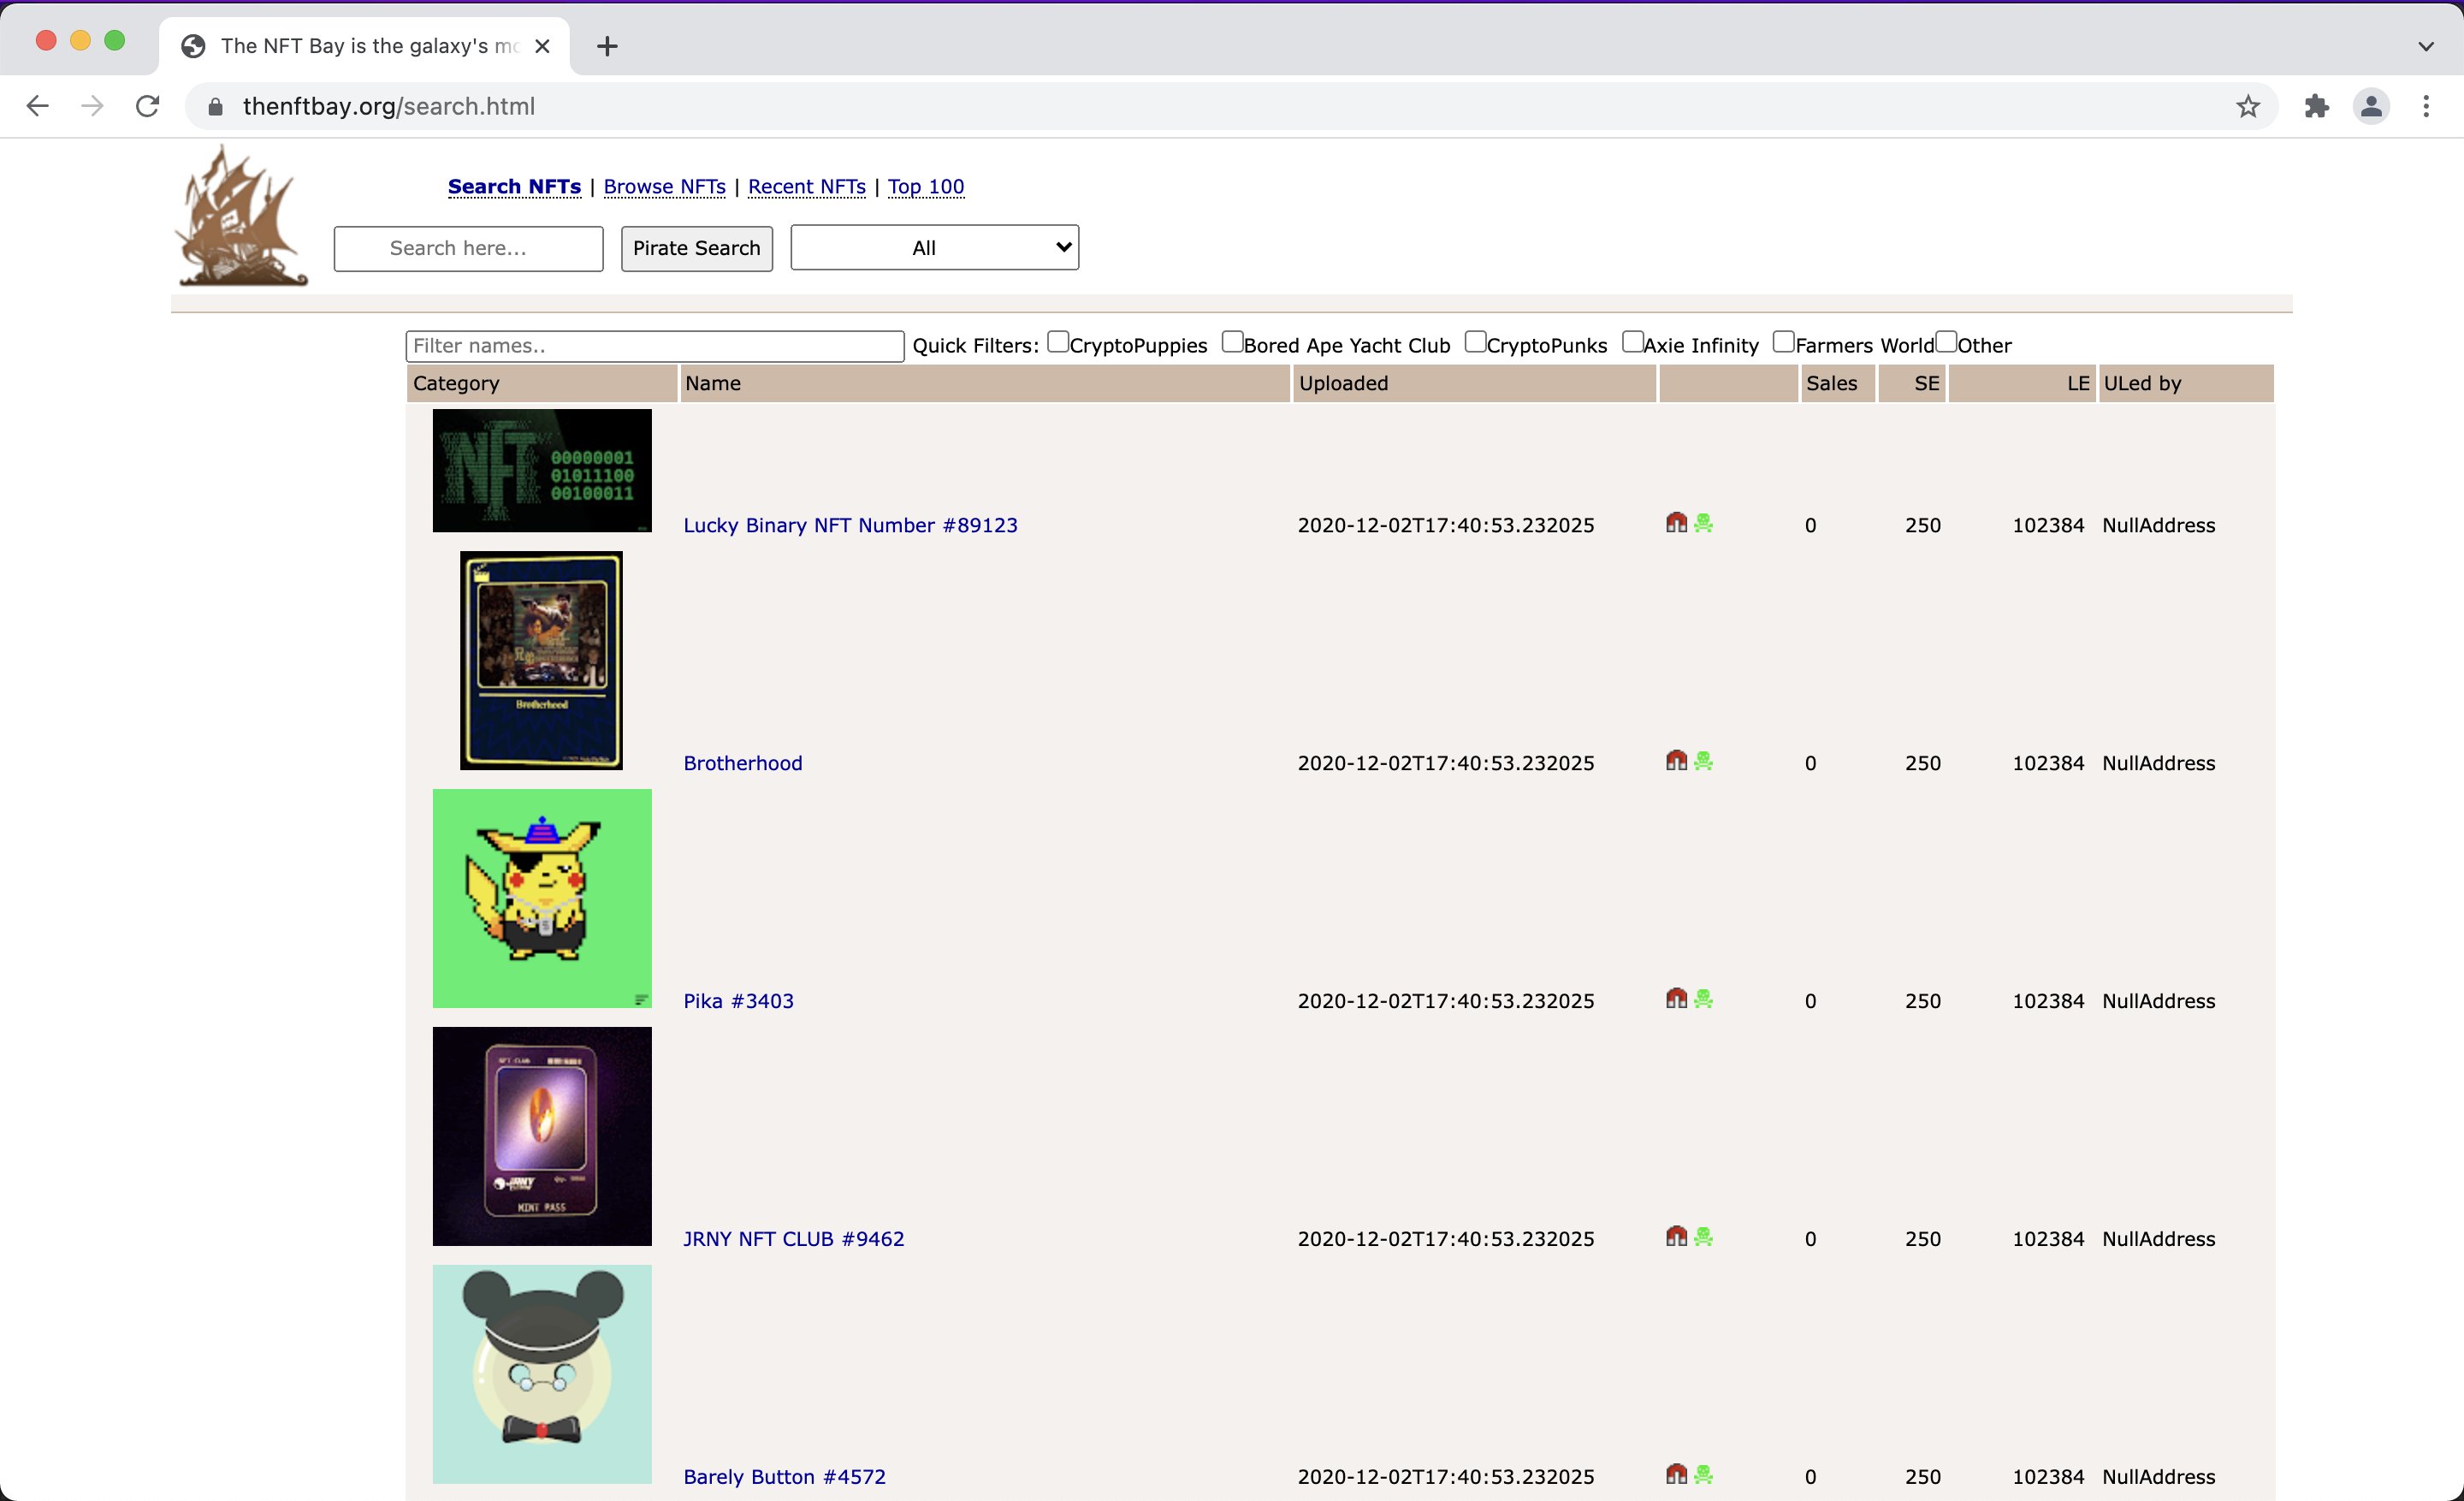 The NFT Bay is the galaxy's mo
thenftbay.org/search.html
Search NFTs | Browse NFTs | Recent NFTs | Top 100
Search here... Pirate Search All
Filter names.. Quick Filters: CryptoPuppies Bored Ape Yacht Club CryptoPunks Axie Infinity Farmers World Other
Category Name Uploaded Sales SE LE ULed by
NFT
00000001
01011100
00100011
Lucky Binary NFT Number #89123 2020-12-02T17:40:53.232025 0 250 102384 NullAddress
Brotherhood
Brotherhood 2020-12-02T17:40:53.232025 0 250 102384 NullAddress
Pika #3403 2020-12-02T17:40:53.232025 0 250 102384 NullAddress
NFT CLUB
JRNY
MINT PASS
JRNY NFT CLUB #9462 2020-12-02T17:40:53.232025 0 250 102384 NullAddress
Barely Button #4572 2020-12-02T17:40:53.232025 0 250 102384 NullAddress